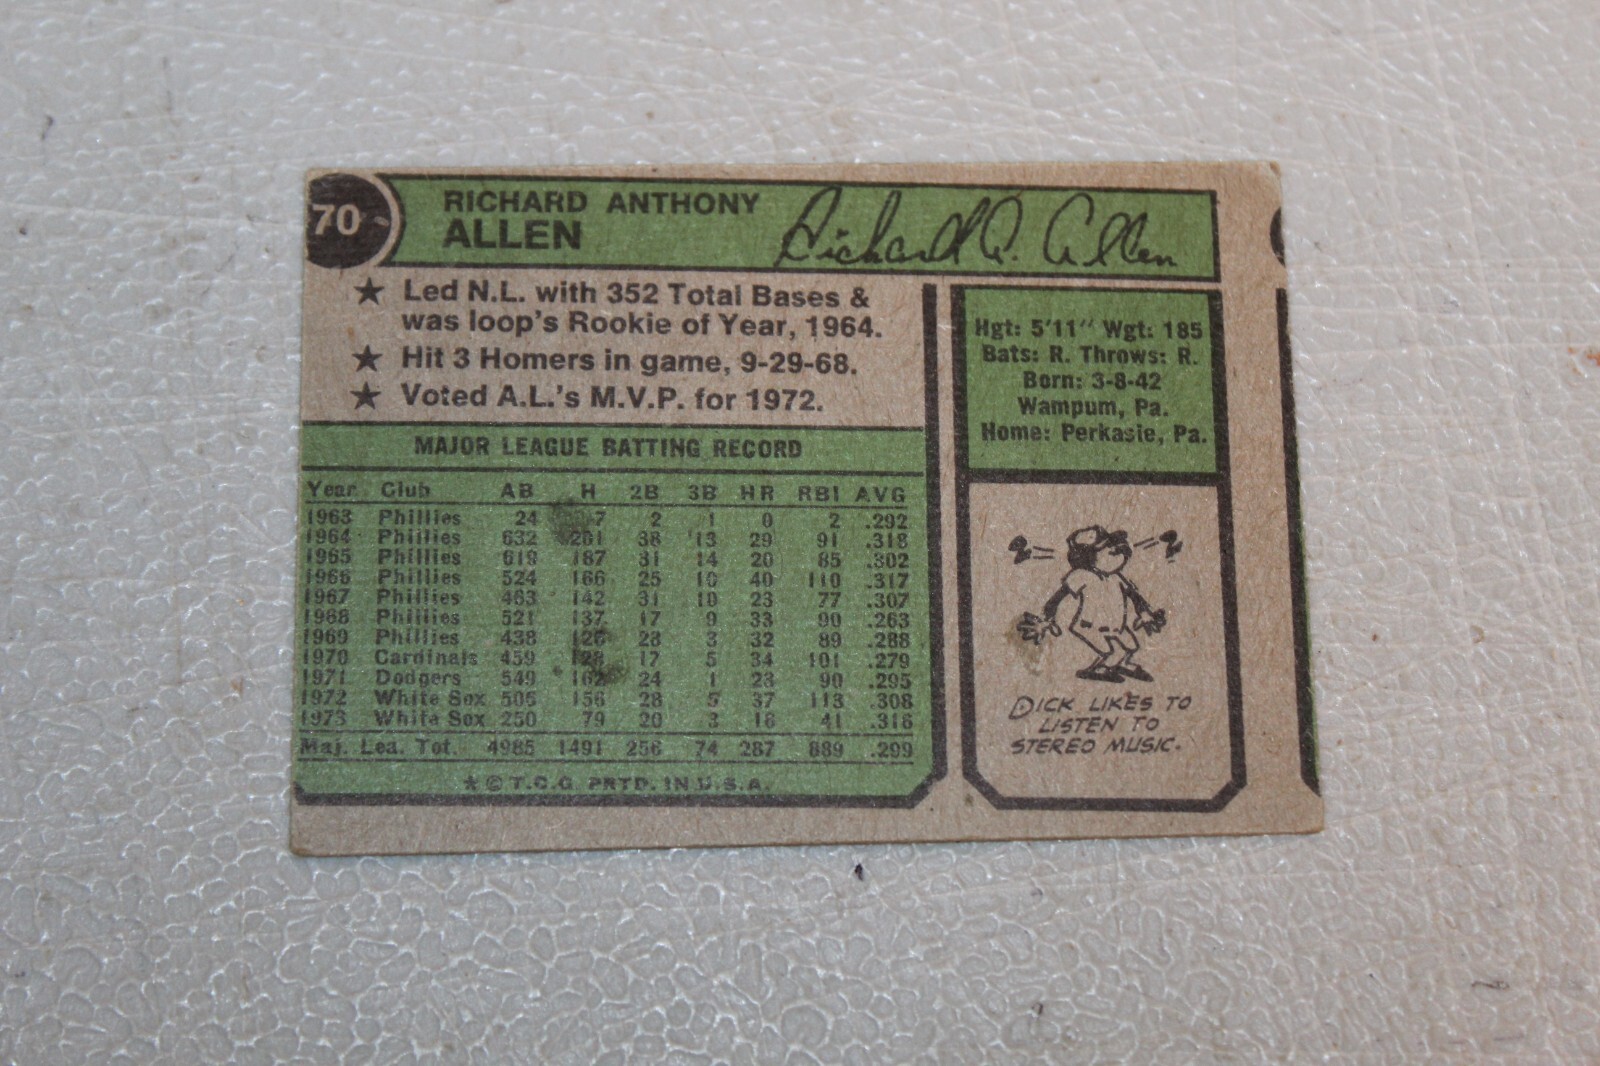 70
RICHARD ANTHONY
ALLEN
Richard A. Allen
★ Led N.L. with 352 Total Bases &
was loop's Rookie of Year, 1964.
★ Hit 3 Homers in game, 9-29-68.
★ Voted A.L.'s M.V.P. for 1972.
MAJOR LEAGUE BATTING RECORD
Year Club AB H 2B 3B HR RBI AVG
1963 Phillies 24 7 2 1 0 2 .292
1964 Phillies 632 201 38 13 29 91 .318
1965 Phillies 619 187 31 14 20 85 .302
1966 Phillies 524 166 25 10 40 110 .317
1967 Phillies 463 142 31 10 23 77 .307
1968 Phillies 521 137 17 9 33 90 .263
1969 Phillies 438 126 23 3 32 89 .288
1970 Cardinals 459 128 17 5 34 101 .279
1971 Dodgers 549 162 24 1 23 90 .295
1972 White Sox 506 156 28 5 37 113 .308
1973 White Sox 250 79 20 3 16 41 .316
Maj. Lea. Tot. 4985 1491 256 74 287 889 .299
★ © T.C.G. PRTD. IN U.S.A.
Hgt: 5'11" Wgt: 185
Bats: R. Throws: R.
Born: 3-8-42
Wampum, Pa.
Home: Perkasie, Pa.
DICK LIKES TO
LISTEN TO
STEREO MUSIC.